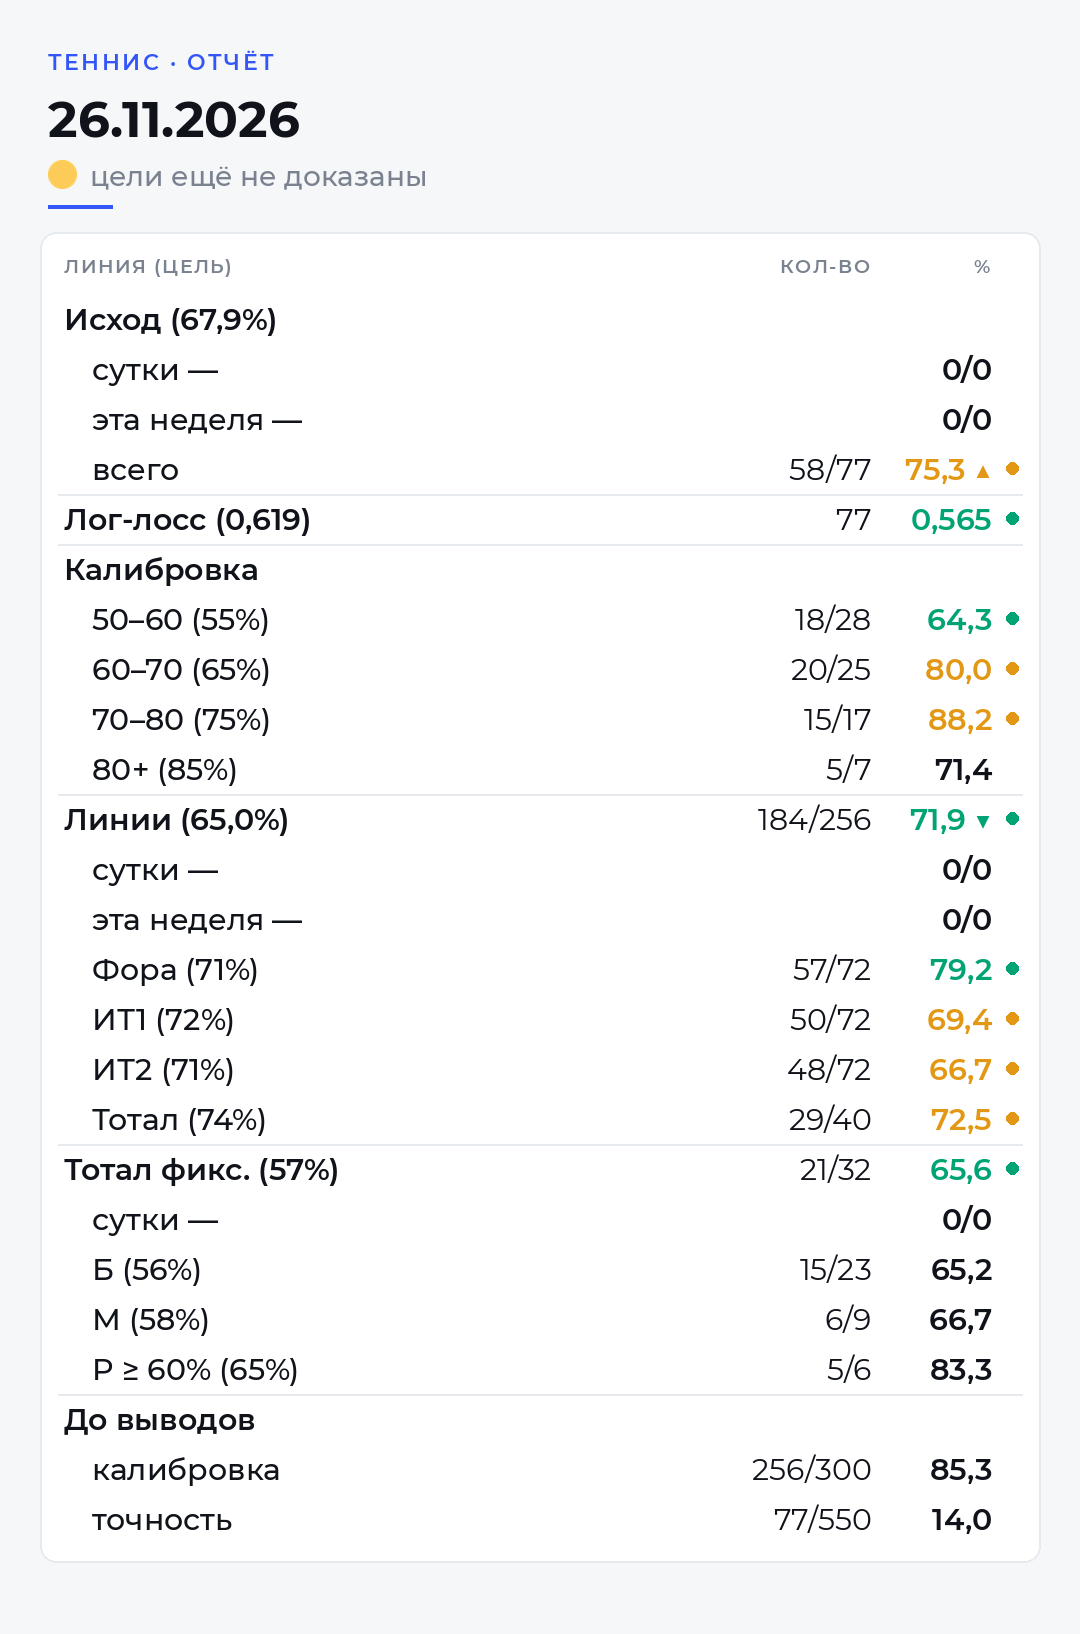 ТЕННИС · ОТЧЁТ
26.11.2026
цели ещё не доказаны
ЛИНИЯ (ЦЕЛЬ) КОЛ-ВО %
Исход (67,9%)
сутки — 0/0
эта неделя — 0/0
всего 58/77 75,3 ▲
Лог-лосс (0,619) 77 0,565
Калибровка
50–60 (55%) 18/28 64,3
60–70 (65%) 20/25 80,0
70–80 (75%) 15/17 88,2
80+ (85%) 5/7 71,4
Линии (65,0%) 184/256 71,9 ▼
сутки — 0/0
эта неделя — 0/0
Фора (71%) 57/72 79,2
ИТ1 (72%) 50/72 69,4
ИТ2 (71%) 48/72 66,7
Тотал (74%) 29/40 72,5
Тотал фикс. (57%) 21/32 65,6
сутки — 0/0
Б (56%) 15/23 65,2
М (58%) 6/9 66,7
Р ≥ 60% (65%) 5/6 83,3
До выводов
калибровка 256/300 85,3
точность 77/550 14,0